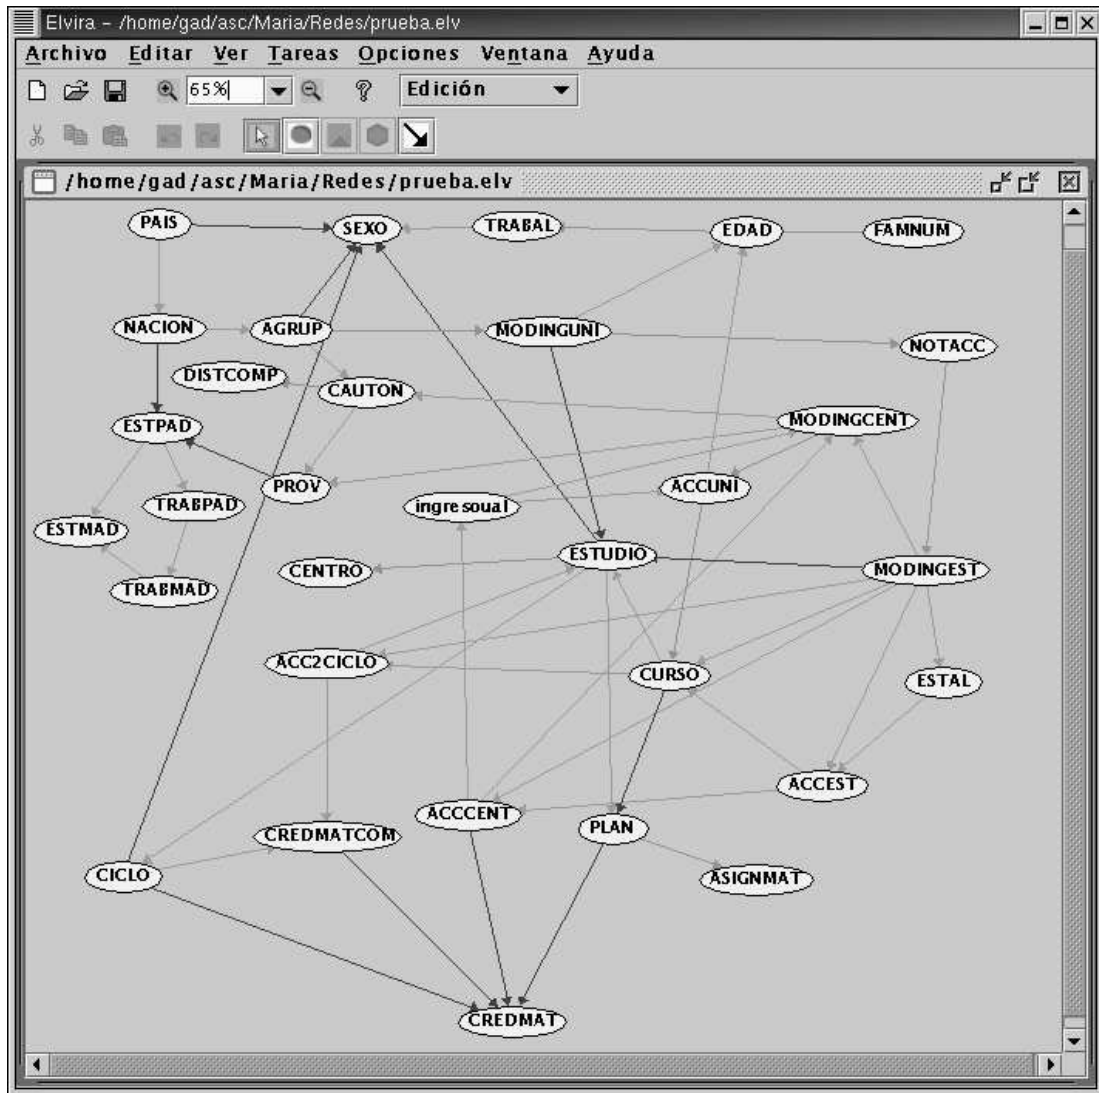 Elvira – /home/gad/asc/Maria/Redes/prueba.elv
Archivo Editar Ver Tareas Opciones Ventana Ayuda
65% Edición
/home/gad/asc/Maria/Redes/prueba.elv
PAIS SEXO TRABAL EDAD FAMNUM
NACION AGRUP MODINGUNI NOTACC
DISTCOMP CAUTON
ESTPAD MODINGCENT
PROV ACCUNI
TRABPAD ingresoual
ESTMAD
CENTRO ESTUDIO MODINGEST
TRABMAD
ACC2CICLO CURSO ESTAL
ACCEST
CREDMATCOM ACCCENT PLAN
CICLO ASIGNMAT
CREDMAT